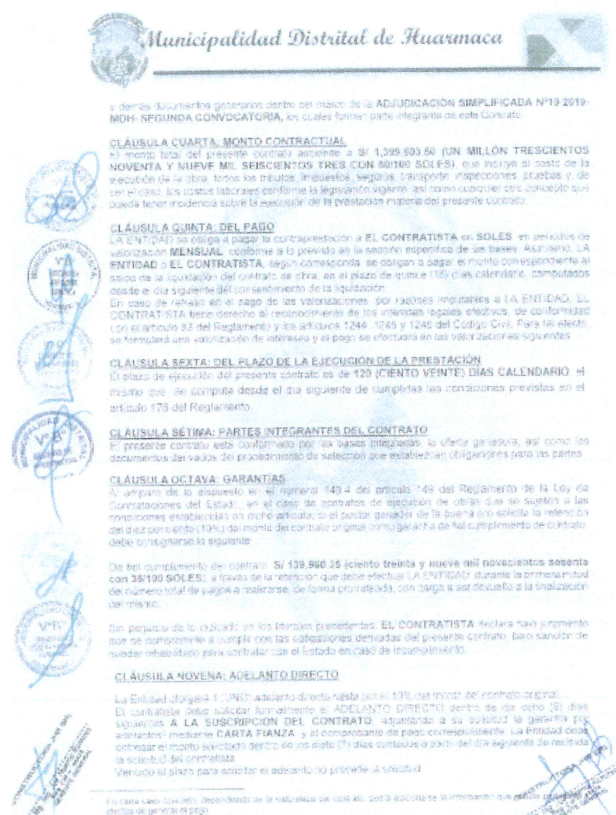 Municipalidad Distrital de Huarmaca
y demás documentos generados dentro del marco de la ADJUDICACIÓN SIMPLIFICADA Nº10-2019-
MDH- SEGUNDA CONVOCATORIA, los cuales forman parte integrante de este Contrato.
CLÁUSULA CUARTA: MONTO CONTRACTUAL
El monto total del presente contrato asciende a S/ 1,399,603.50 (UN MILLÓN TRESCIENTOS
NOVENTA Y NUEVE MIL SEISCIENTOS TRES CON 50/100 SOLES), que incluye el costo de la
ejecución de la obra, todos los tributos, impuestos, seguros, transporte, inspecciones, pruebas y, de
ser el caso, los costos laborales conforme la legislación vigente, así como cualquier otro concepto que
pueda tener incidencia sobre la ejecución de la prestación materia del presente contrato.
CLÁUSULA QUINTA: DEL PAGO
LA ENTIDAD se obliga a pagar la contraprestación a EL CONTRATISTA en SOLES, en periodos de
valorización MENSUAL, conforme a lo previsto en la sección específica de las bases. Asimismo, LA
ENTIDAD o EL CONTRATISTA, según corresponda, se obligan a pagar el monto correspondiente al
saldo de la liquidación del contrato de obra, en el plazo de quince (15) días calendario, computados
desde el día siguiente del consentimiento de la liquidación.
En caso de retraso en el pago de las valorizaciones, por razones imputables a LA ENTIDAD, EL
CONTRATISTA tiene derecho al reconocimiento de los intereses legales efectivos, de conformidad
con el artículo 83 del Reglamento y los artículos 1244, 1245 y 1246 del Código Civil. Para tal efecto,
se formulará una valorización de intereses y el pago se efectuará en las valorizaciones siguientes.
CLÁUSULA SEXTA: DEL PLAZO DE LA EJECUCIÓN DE LA PRESTACIÓN
El plazo de ejecución del presente contrato es de 120 (CIENTO VEINTE) DÍAS CALENDARIO, el
mismo que se computa desde el día siguiente de cumplidas las condiciones previstas en el
artículo 176 del Reglamento.
CLÁUSULA SÉTIMA: PARTES INTEGRANTES DEL CONTRATO
El presente contrato está conformado por las bases integradas, la oferta ganadora, así como los
documentos derivados del procedimiento de selección que establezcan obligaciones para las partes.
CLÁUSULA OCTAVA: GARANTÍAS
Al amparo de lo dispuesto en el numeral 149.4 del artículo 149 del Reglamento de la Ley de
Contrataciones del Estado, en el caso de contratos de ejecución de obras que se sujeten a las
condiciones establecidas en dicho artículo, si el postor ganador de la buena pro solicita la retención
del diez por ciento (10%) del monto del contrato original como garantía de fiel cumplimiento de contrato,
debe consignarse lo siguiente:
De fiel cumplimiento del contrato: S/ 139,960.35 (ciento treinta y nueve mil novecientos sesenta
con 35/100 SOLES), a través de la retención que debe efectuar LA ENTIDAD, durante la primera mitad
del número total de pagos a realizarse, de forma prorrateada, con cargo a ser devuelto a la finalización
del mismo.
Sin perjuicio de lo indicado en los literales precedentes, EL CONTRATISTA declara bajo juramento
que se compromete a cumplir con las obligaciones derivadas del presente contrato, bajo sanción de
quedar inhabilitado para contratar con el Estado en caso de incumplimiento.
CLÁUSULA NOVENA: ADELANTO DIRECTO
La Entidad otorgará 1 (UNO) adelanto directo hasta por el 10% del monto del contrato original.
El contratista debe solicitar formalmente el ADELANTO DIRECTO dentro de los ocho (8) días
siguientes A LA SUSCRIPCIÓN DEL CONTRATO, adjuntando a su solicitud la garantía por
adelantos mediante CARTA FIANZA y el comprobante de pago correspondiente. La Entidad debe
entregar el monto solicitado dentro de los siete (7) días contados a partir del día siguiente de recibida
la solicitud del contratista.
Vencido el plazo para solicitar el adelanto no procede la solicitud.
En cada caso concreto, dependiendo de la naturaleza del contrato, podrá adicionarse la información que
efectos de generar el pago.
VºBº
VºBº